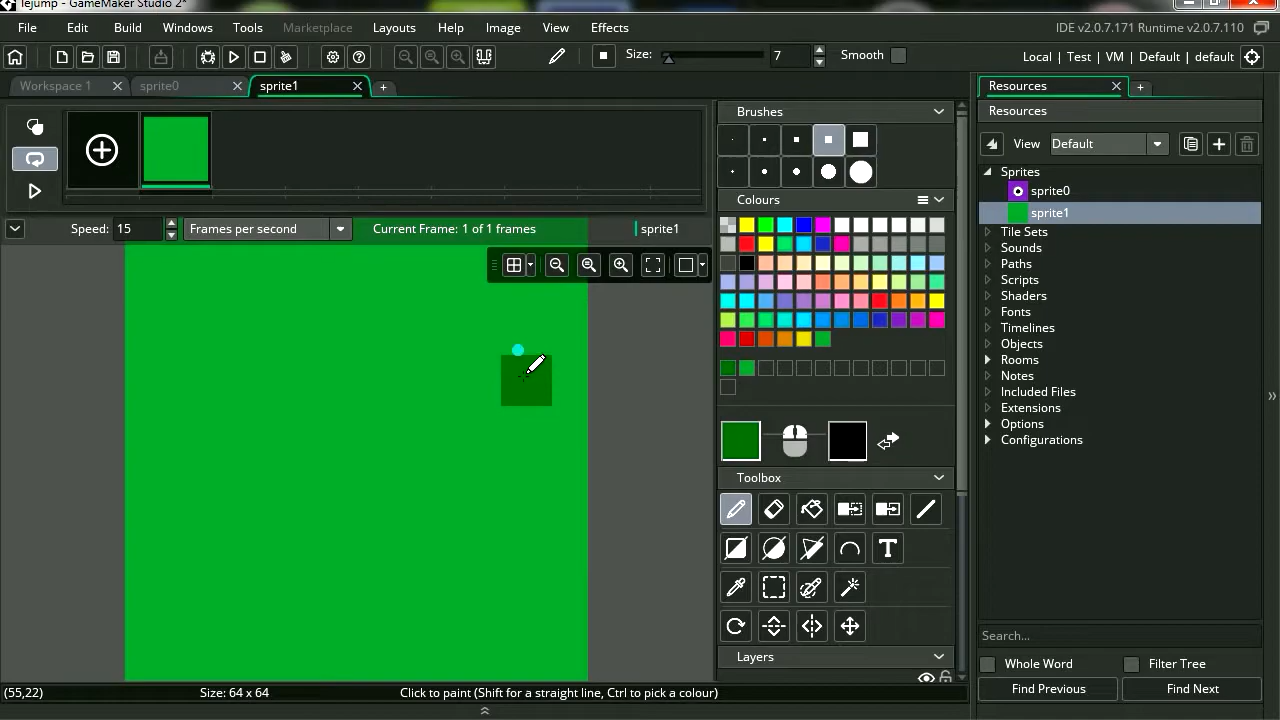 Tejump - GameMaker Studio 2*
File Edit Build Windows Tools Marketplace Layouts Help Image View Effects
IDE v2.0.7.171 Runtime v2.0.7.110
Size: 7 Smooth
Local | Test | VM | Default | default
Workspace 1 sprite0 sprite1
Resources
Resources
View Default
Sprites
sprite0
sprite1
Tile Sets
Sounds
Paths
Scripts
Shaders
Fonts
Timelines
Objects
Rooms
Notes
Included Files
Extensions
Options
Configurations
Search...
Whole Word Filter Tree
Find Previous Find Next
Speed: 15 Frames per second Current Frame: 1 of 1 frames sprite1
Brushes
Colours
Toolbox
T
Layers
(55,22) Size: 64 x 64 Click to paint (Shift for a straight line, Ctrl to pick a colour)